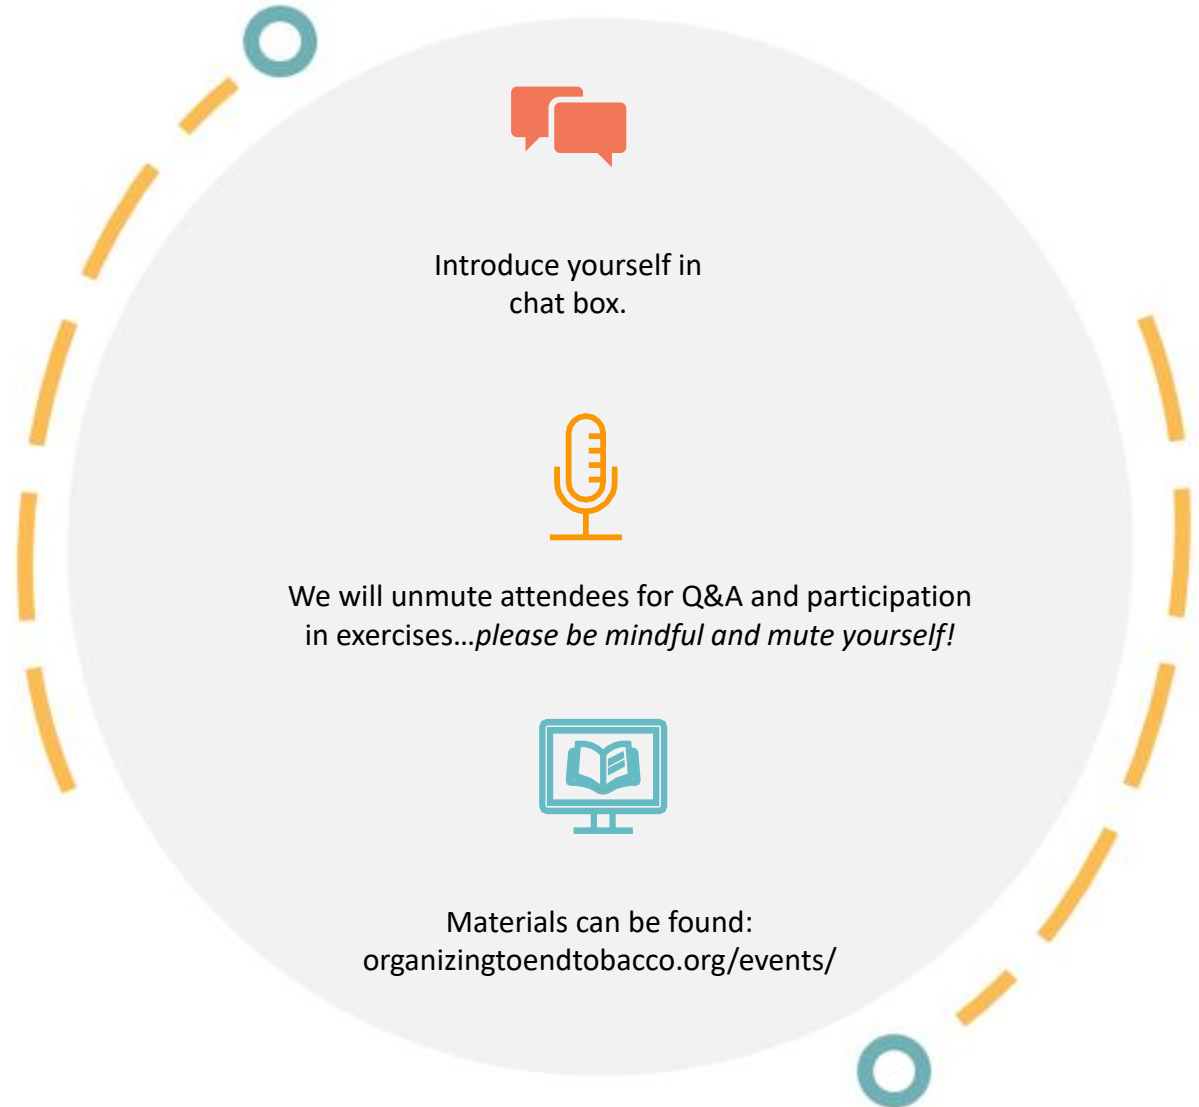 Introduce yourself in
chat box.
We will unmute attendees for Q&A and participation
in exercises…please be mindful and mute yourself!
Materials can be found:
organizingtoendtobacco.org/events/